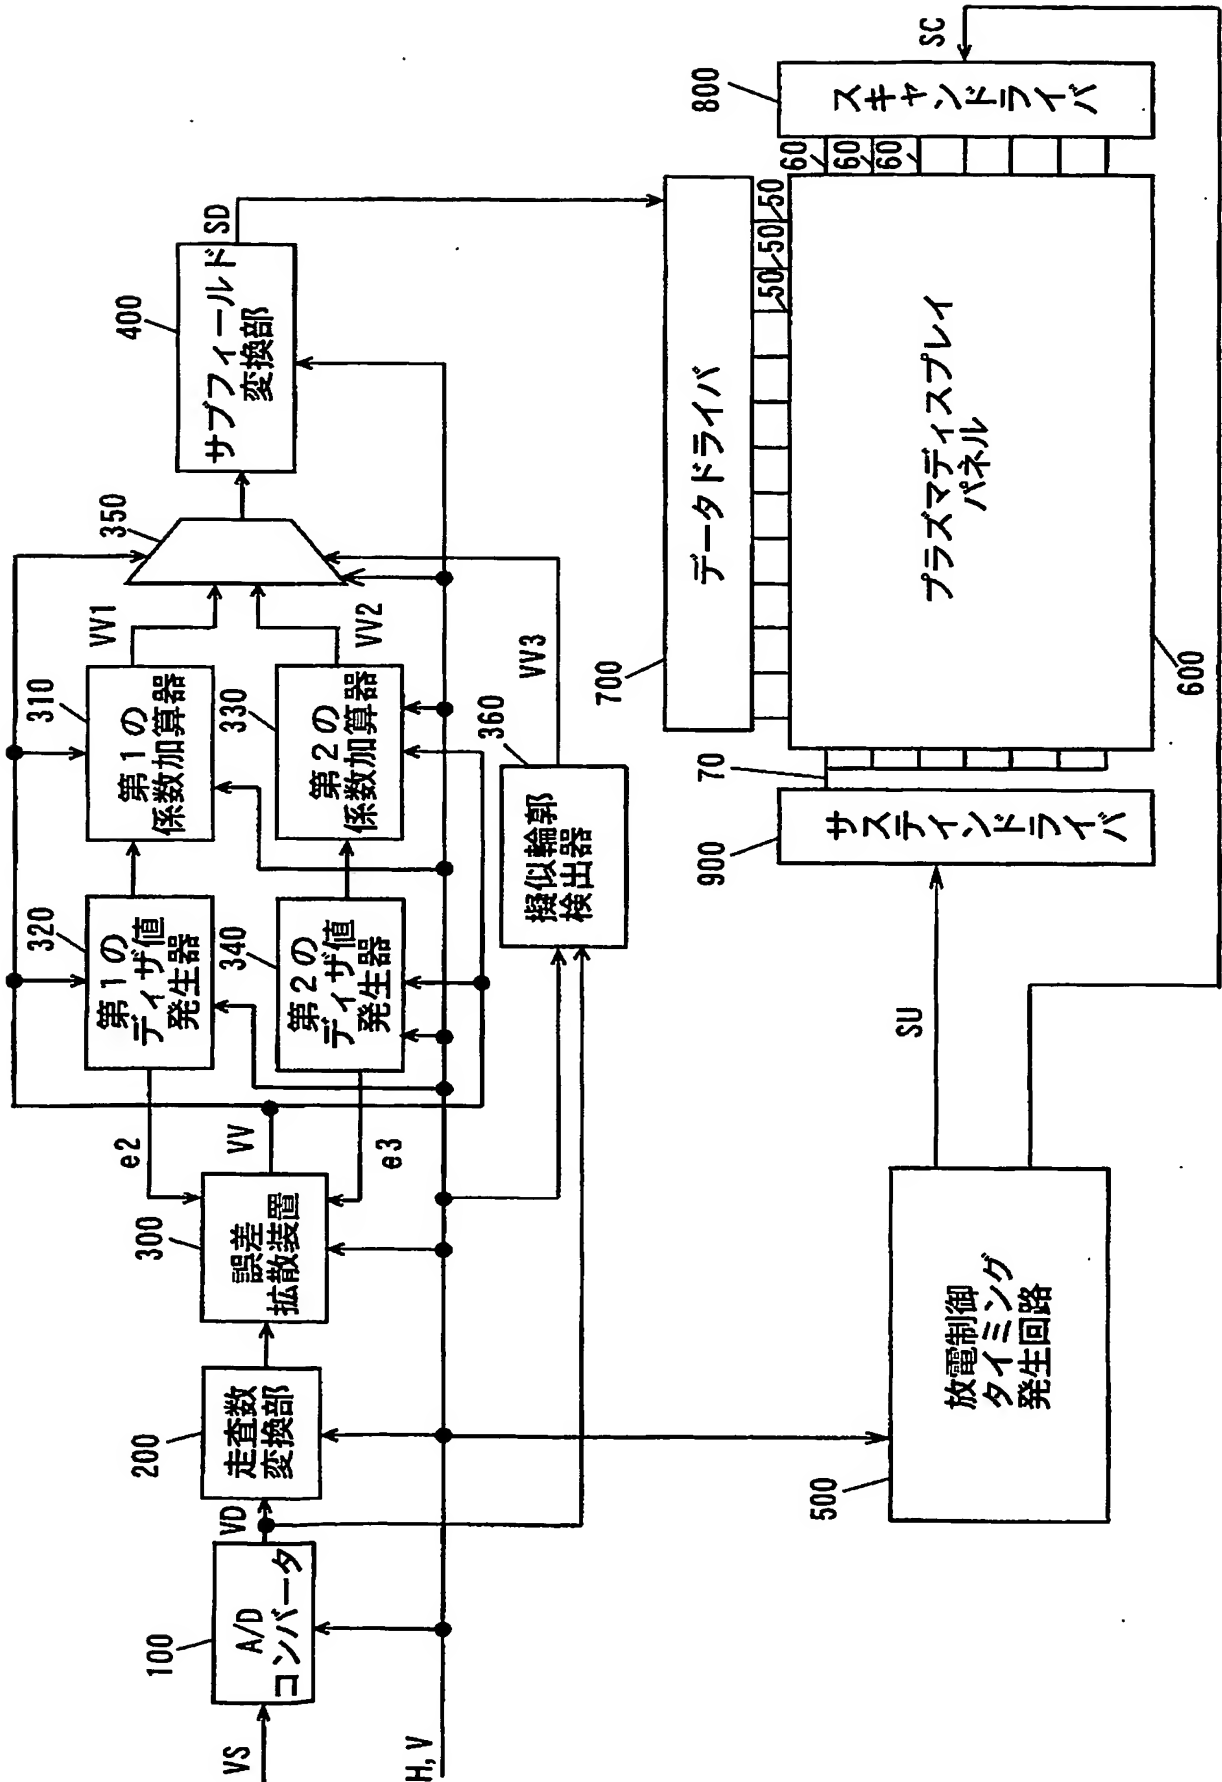 VS
H,V
100
A/D
コンバータ
VD
200
走査数
変換部
300
誤差
拡散装置
e2
VV
e3
320
第1の
ディザ値
発生器
340
第2の
ディザ値
発生器
310
第1の
係数加算器
330
第2の
係数加算器
VV1
VV2
350
360
擬似輪郭
検出器
VV3
400
サブフィールド
変換部
SD
500
放電制御
タイミング
発生回路
SU
SC
900
サスティンドライバ
70
700
データドライバ
50
50
50
600
プラズマディスプレイ
パネル
60
60
60
800
スキャンドライバ